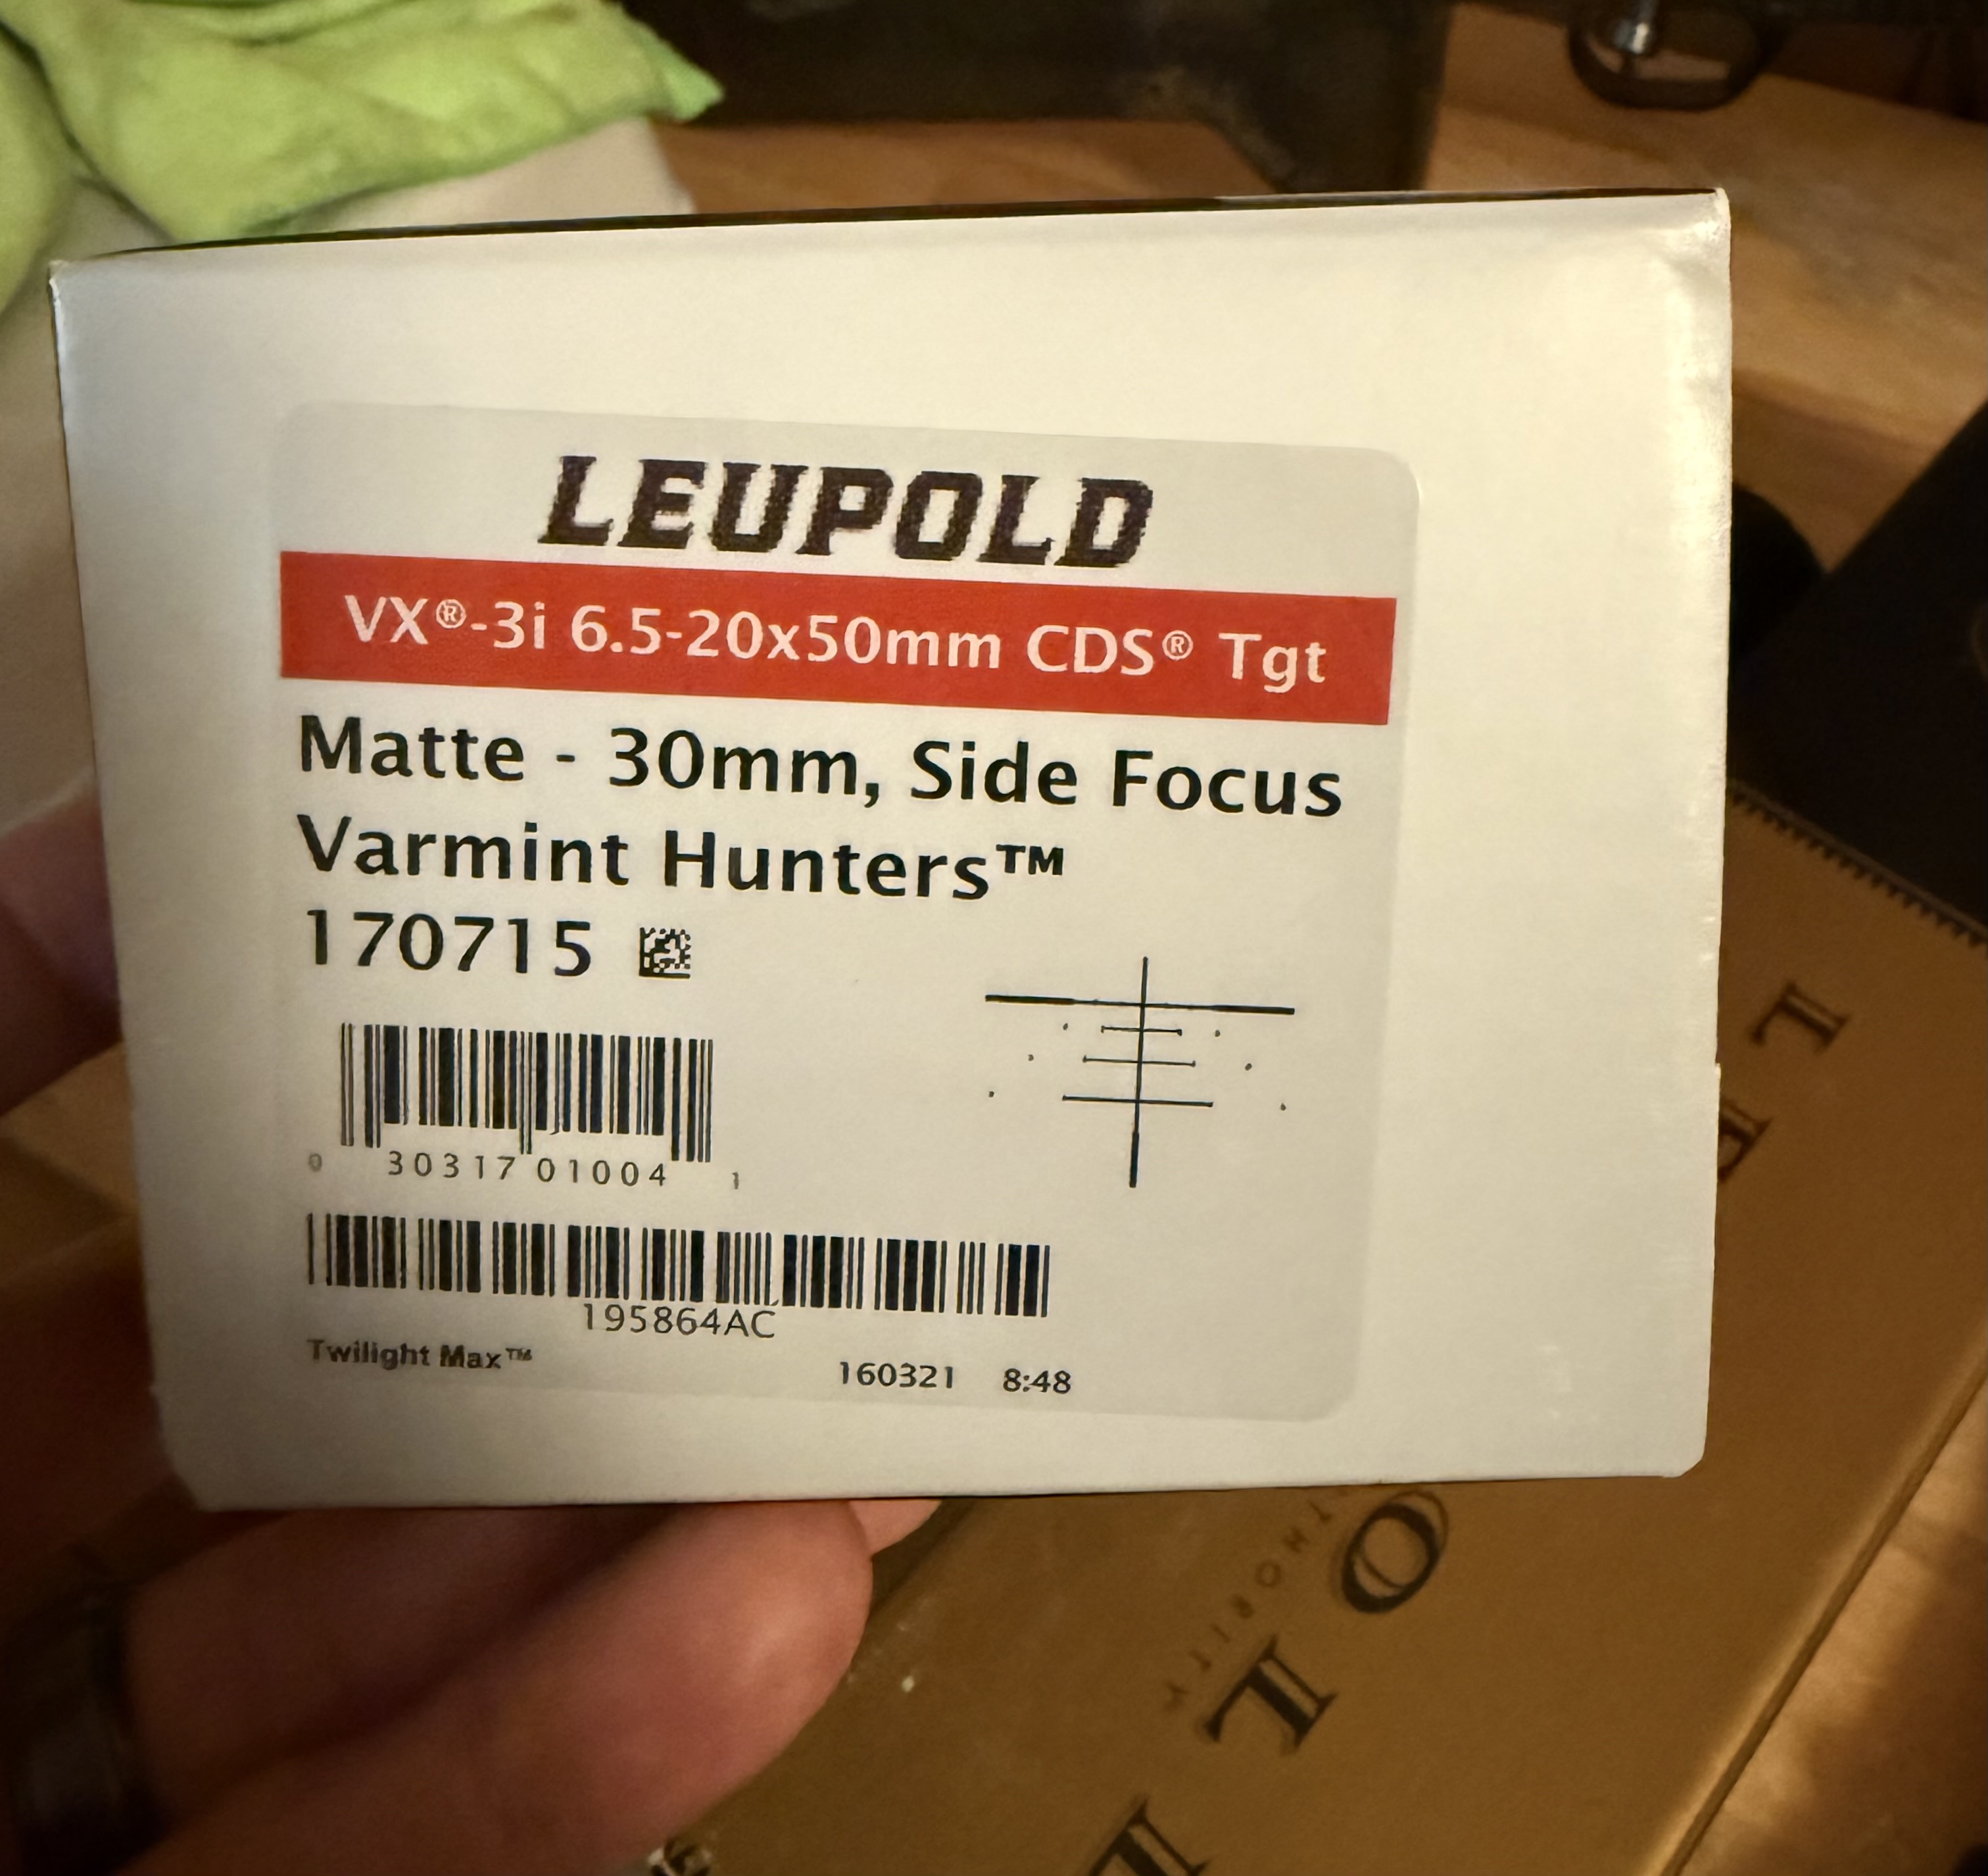 LEUPOLD
VX®-3i 6.5-20x50mm CDS® Tgt
Matte - 30mm, Side Focus
Varmint Hunters™
170715
0 30317 01004 1
195864AC
Twilight Max™
160321 8:48
L
E
O
L
THORITY